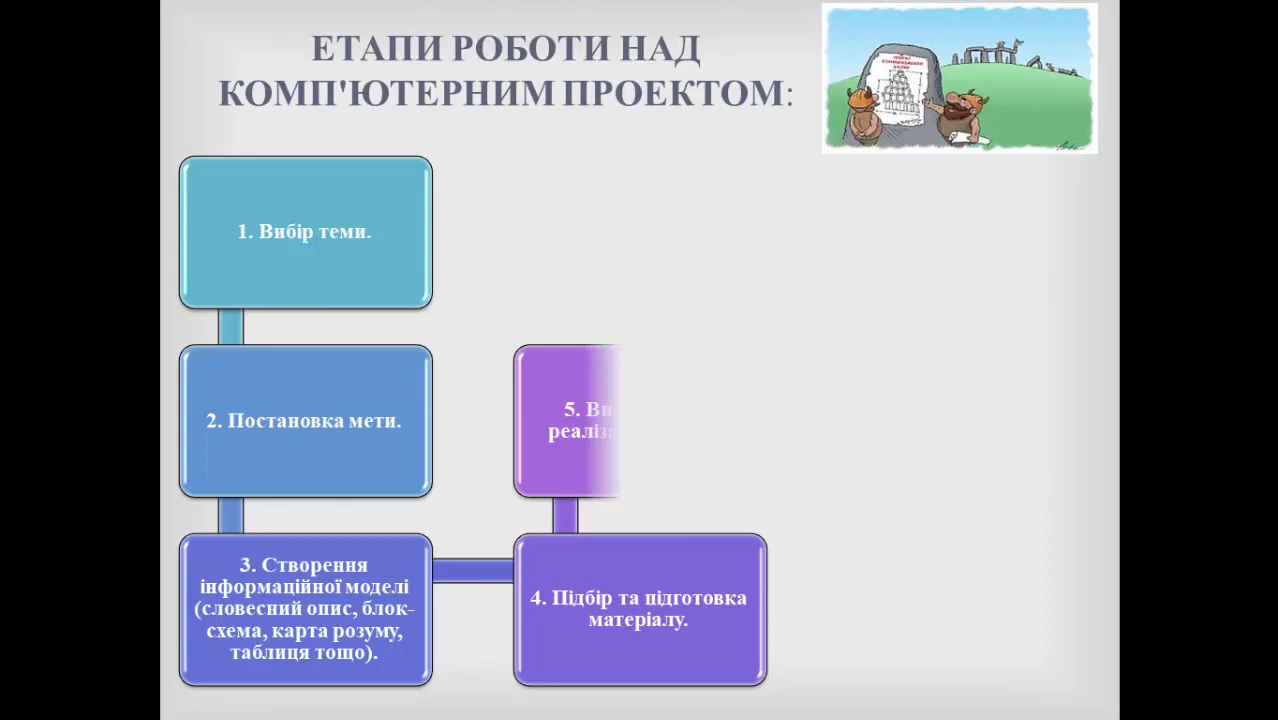 ЕТАПИ РОБОТИ НАД
КОМП'ЮТЕРНИМ ПРОЕКТОМ:
1. Вибір теми.
2. Постановка мети.
3. Створення
інформаційної моделі
(словесний опис, блок-
схема, карта розуму,
таблиця тощо).
4. Підбір та підготовка
матеріалу.
5.